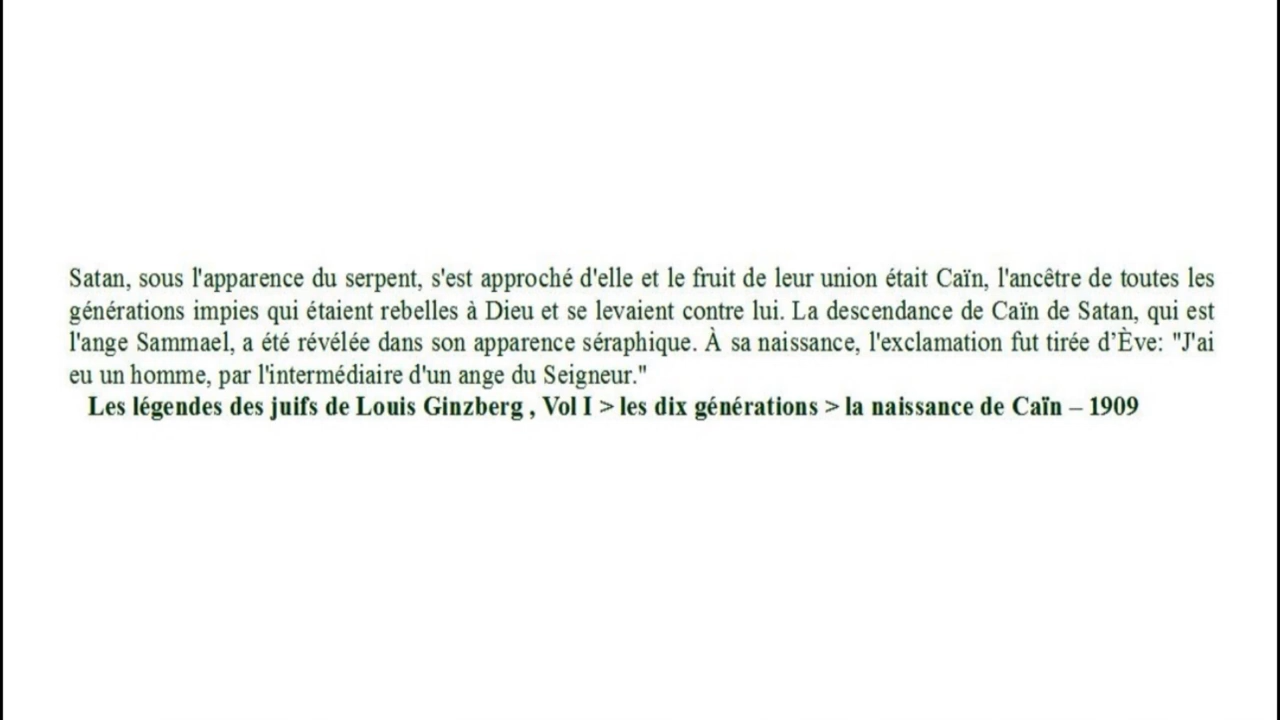 Satan, sous l'apparence du serpent, s'est approché d'elle et le fruit de leur union était Caïn, l'ancêtre de toutes les
générations impies qui étaient rebelles à Dieu et se levaient contre lui. La descendance de Caïn de Satan, qui est
l'ange Sammael, a été révélée dans son apparence séraphique. À sa naissance, l'exclamation fut tirée d’Ève: "J'ai
eu un homme, par l'intermédiaire d'un ange du Seigneur."
Les légendes des juifs de Louis Ginzberg , Vol I > les dix générations > la naissance de Caïn – 1909